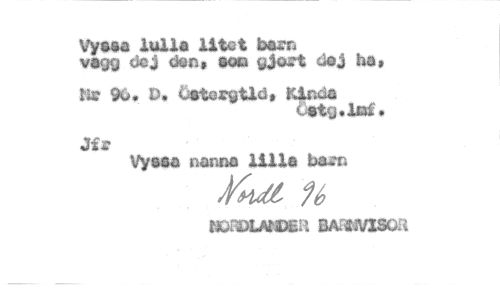 Vyssa lulla litet barn
vagg dej den, som gjort dej ha,
Nr 96. D. Östergtld, Kinda
Östg.lmf.
Jfr
Vyssa nanna lilla barn
Nordl 96
NORDLANDER BARNVISOR